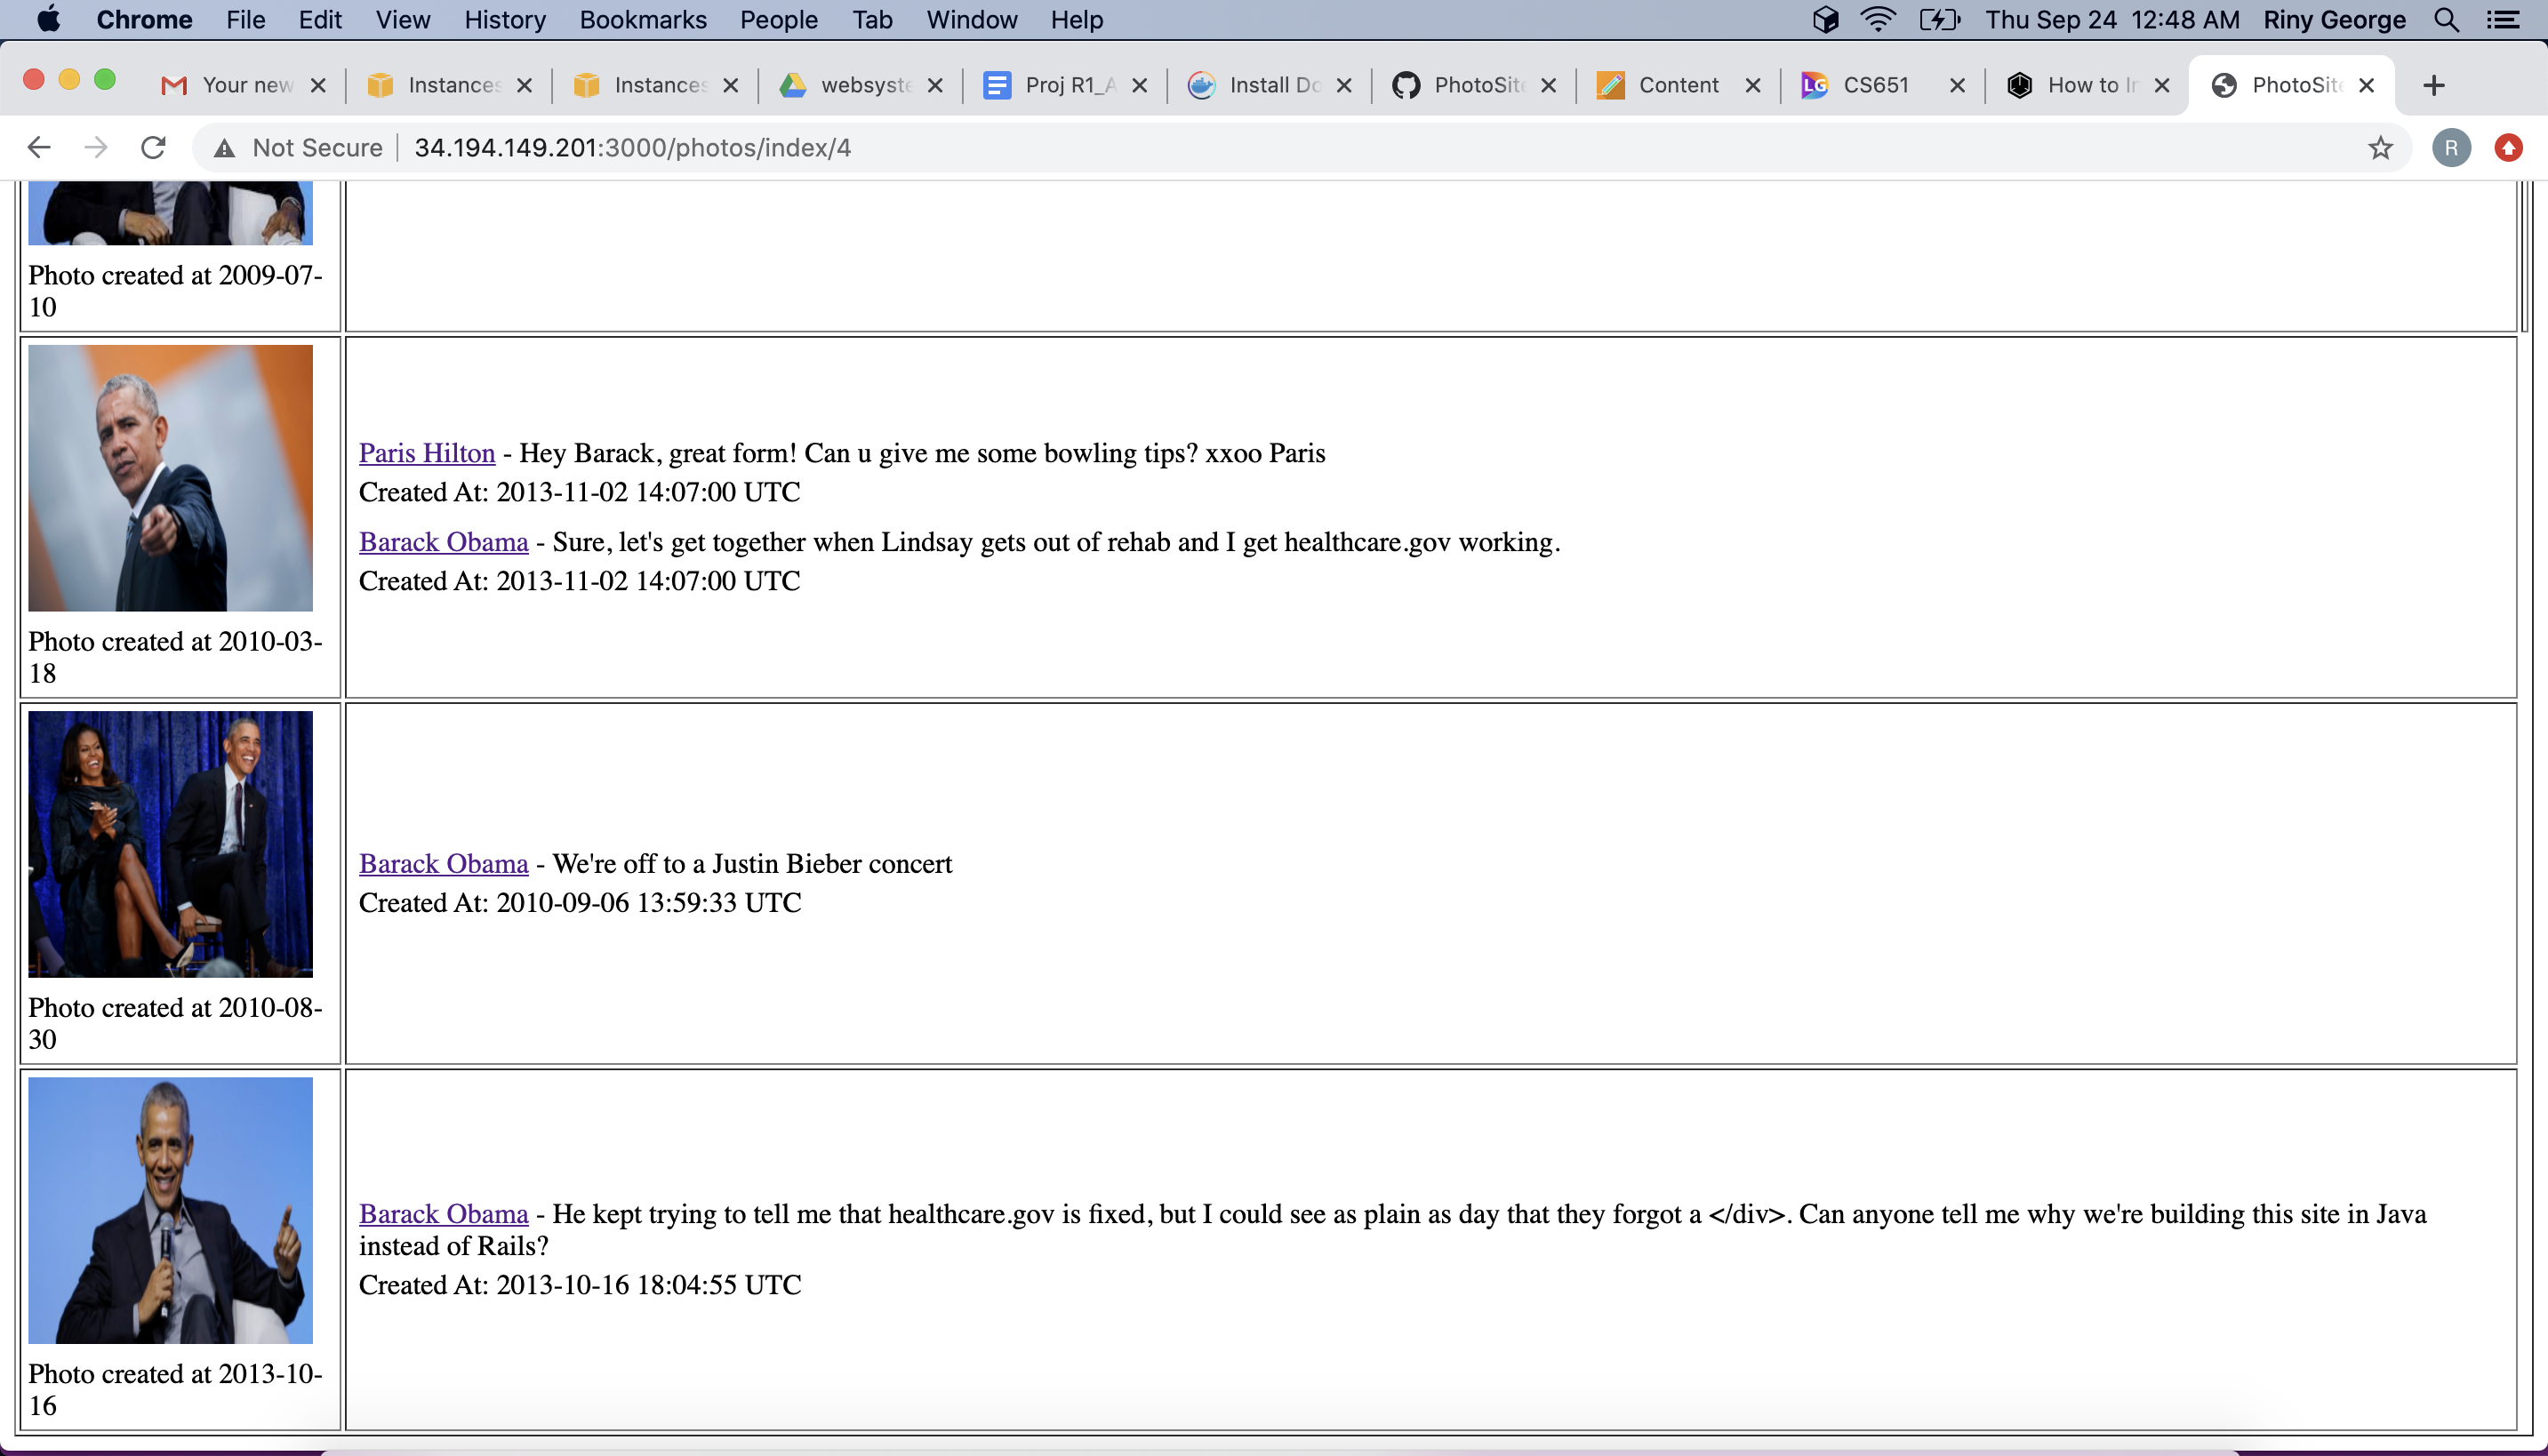 Chrome File Edit View History Bookmarks People Tab Window Help Thu Sep 24 12:48 AM Riny George
Your new Instances Instances websyste Proj R1_A Install Do PhotoSite Content CS651 How to In PhotoSite
Not Secure 34.194.149.201:3000/photos/index/4 R
Photo created at 2009-07-
10
Paris Hilton - Hey Barack, great form! Can u give me some bowling tips? xxoo Paris
Created At: 2013-11-02 14:07:00 UTC
Barack Obama - Sure, let's get together when Lindsay gets out of rehab and I get healthcare.gov working.
Created At: 2013-11-02 14:07:00 UTC
Photo created at 2010-03-
18
Barack Obama - We're off to a Justin Bieber concert
Created At: 2010-09-06 13:59:33 UTC
Photo created at 2010-08-
30
Barack Obama - He kept trying to tell me that healthcare.gov is fixed, but I could see as plain as day that they forgot a </div>. Can anyone tell me why we're building this site in Java
instead of Rails?
Created At: 2013-10-16 18:04:55 UTC
Photo created at 2013-10-
16